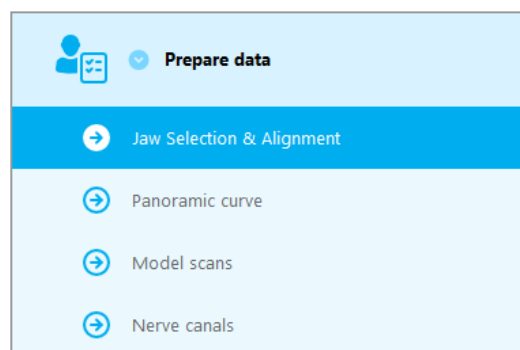 Prepare data
Jaw Selection & Alignment
Panoramic curve
Model scans
Nerve canals